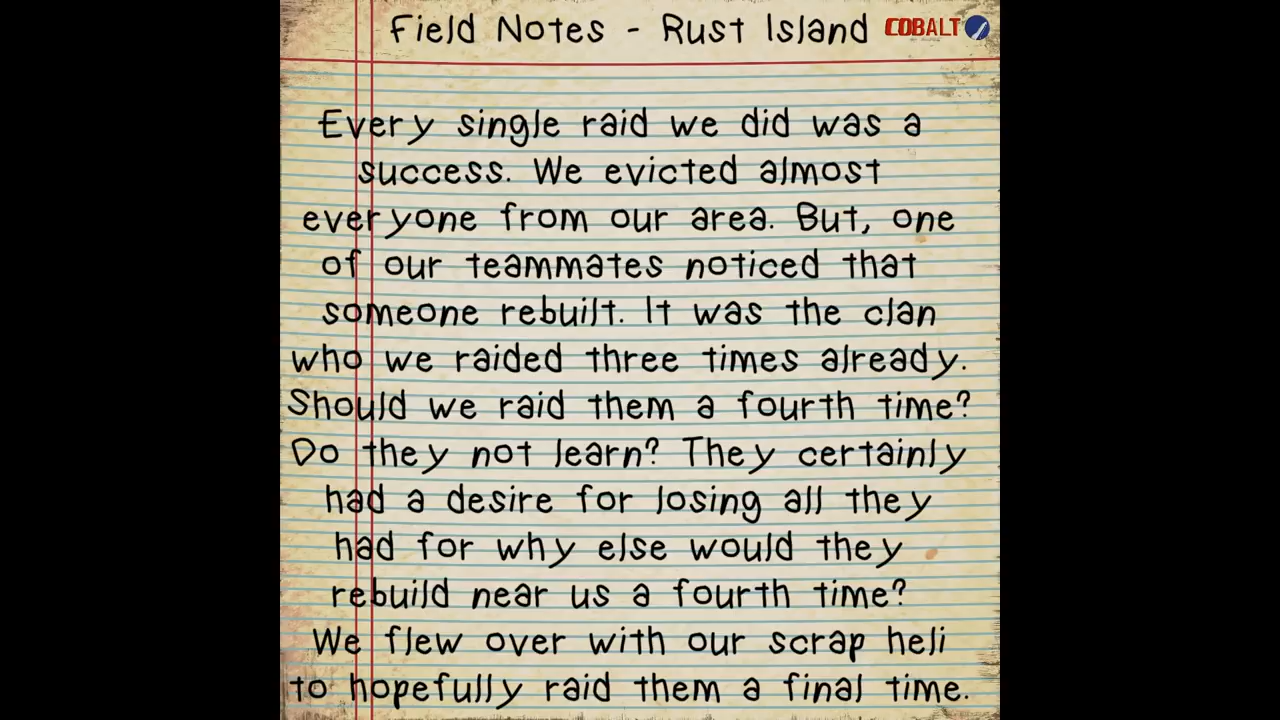 Field Notes - Rust Island COBALT
Every single raid we did was a
success. We evicted almost
everyone from our area. But, one
of our teammates noticed that
someone rebuilt. It was the clan
who we raided three times already.
Should we raid them a fourth time?
Do they not learn? They certainly
had a desire for losing all they
had for why else would they
rebuild near us a fourth time?
We flew over with our scrap heli
to hopefully raid them a final time.